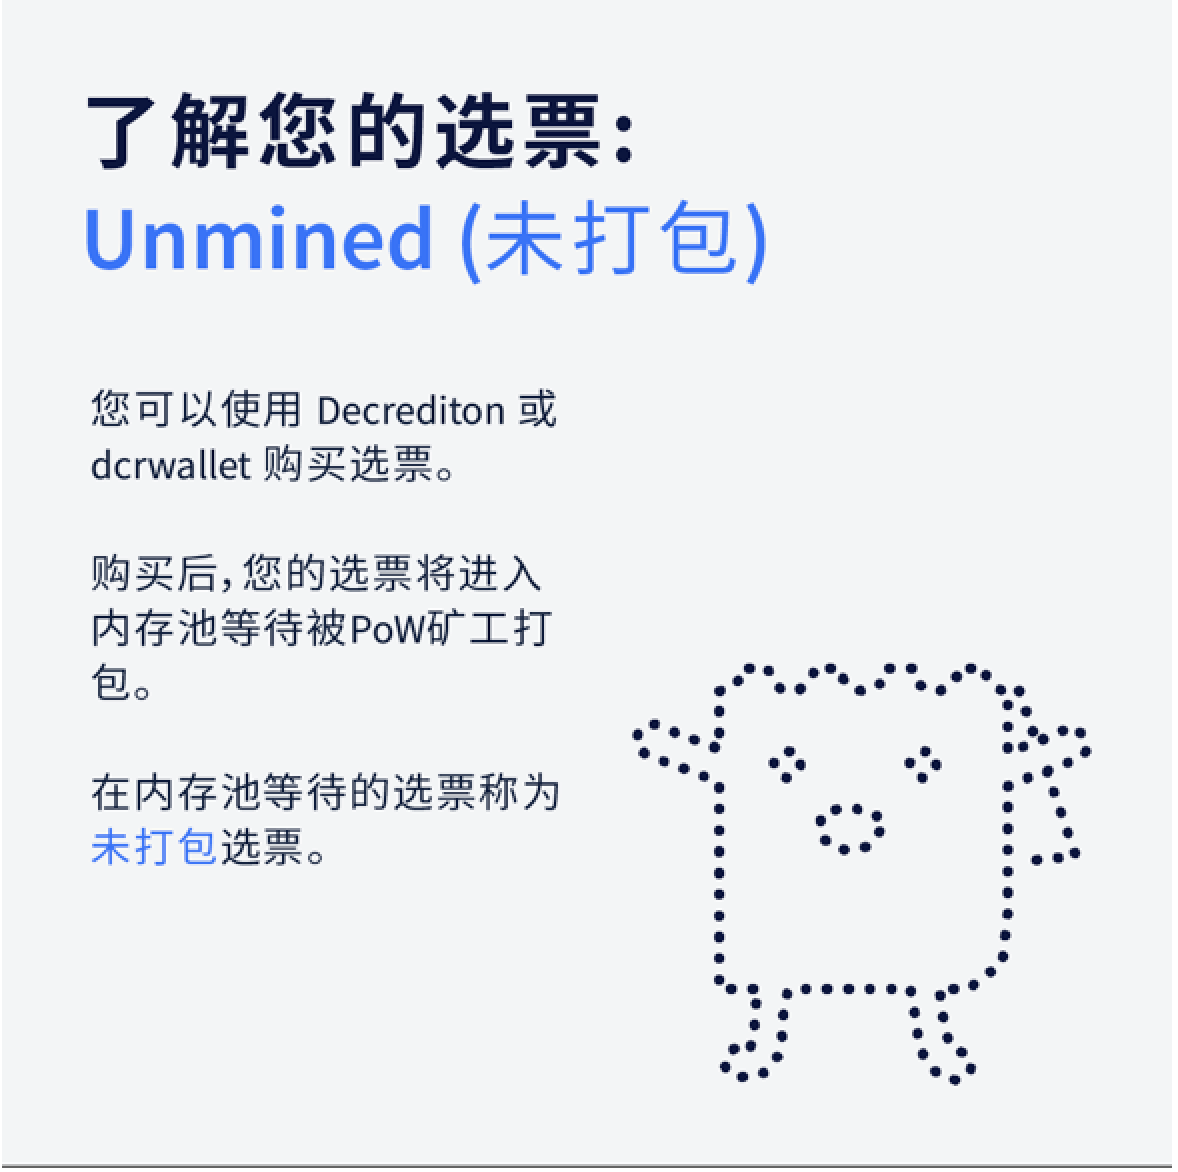 了解您的选票:
Unmined (未打包)
您可以使用 Decrediton 或
dcrwallet 购买选票。
购买后，您的选票将进入
内存池等待被PoW矿工打
包。
在内存池等待的选票称为
未打包选票。